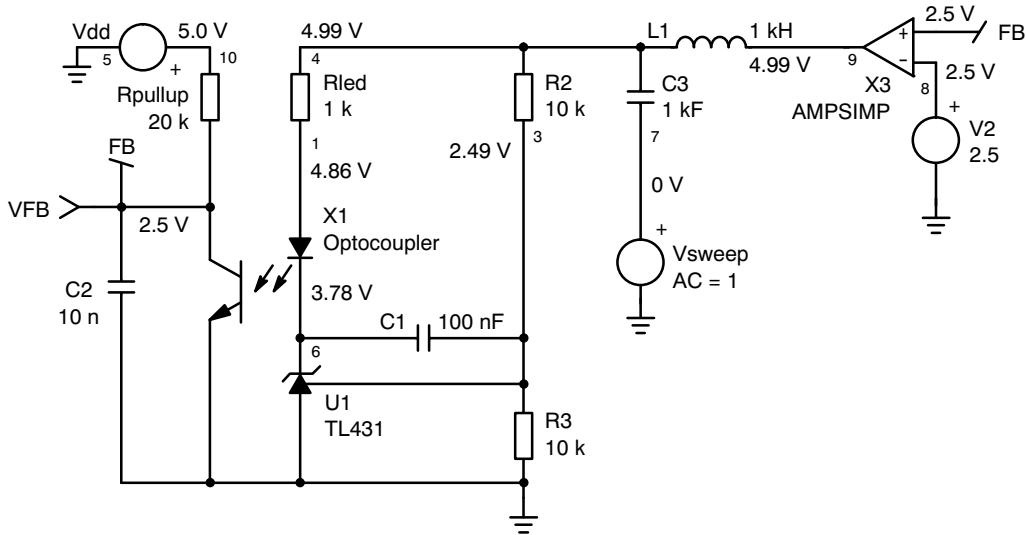 Vdd
5.0 V
5
+
10
Rpullup
20 k
FB
VFB
2.5 V
C2
10 n
4.99 V
4
Rled
1 k
1
4.86 V
X1
Optocoupler
3.78 V
C1
100 nF
6
U1
TL431
R2
10 k
3
2.49 V
R3
10 k
L1
1 kH
4.99 V
C3
1 kF
7
0 V
+
Vsweep
AC = 1
9
+
−
X3
AMPSIMP
2.5 V
FB
2.5 V
8
+
V2
2.5